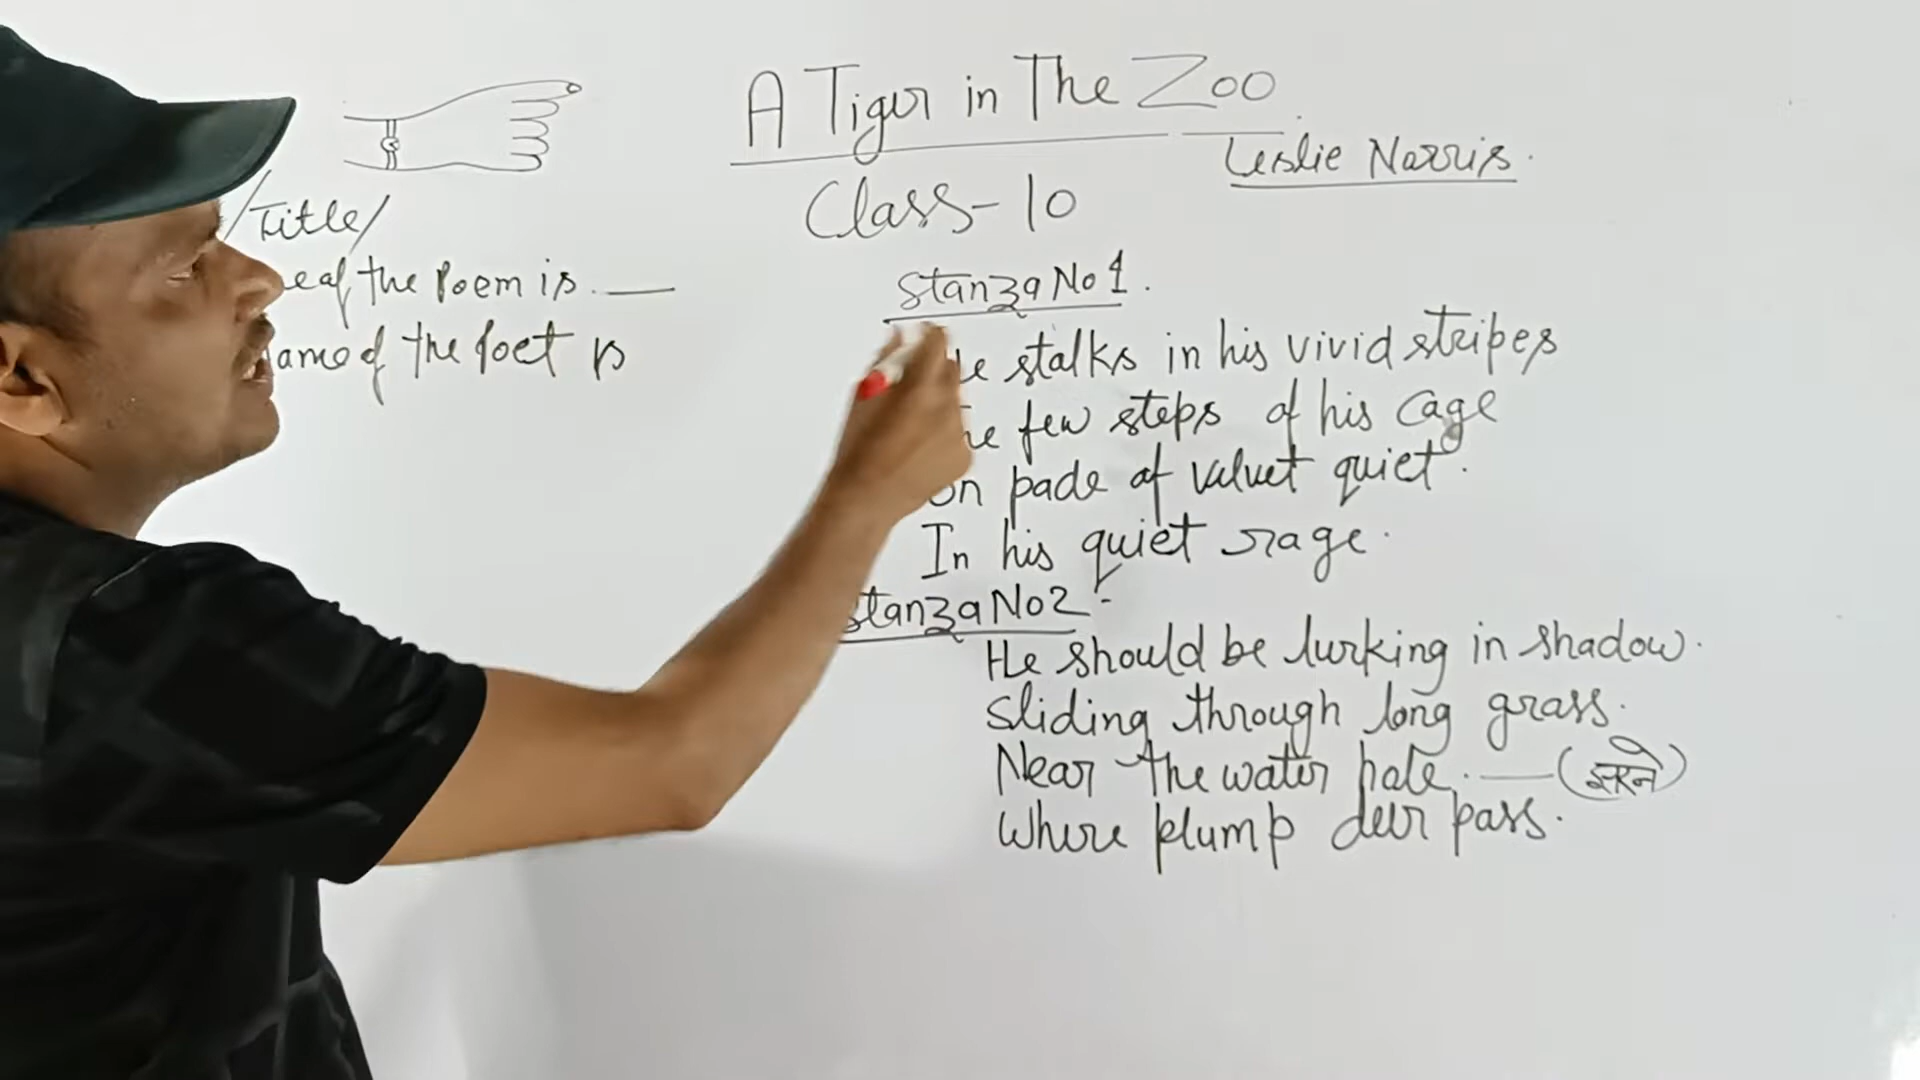 A Tiger in The Zoo
Leslie Norris.
Class-10
/Title/
of the Poem is. __
of the Poet is
Stanza No 1.
stalks in his vivid stripes
few steps of his cage
on pade of velvet quiet.
In his quiet rage.
Stanza No 2 -
He should be lurking in shadow.
Sliding through long grass.
Near the water hole. — (झरने)
Where plump deer pass.